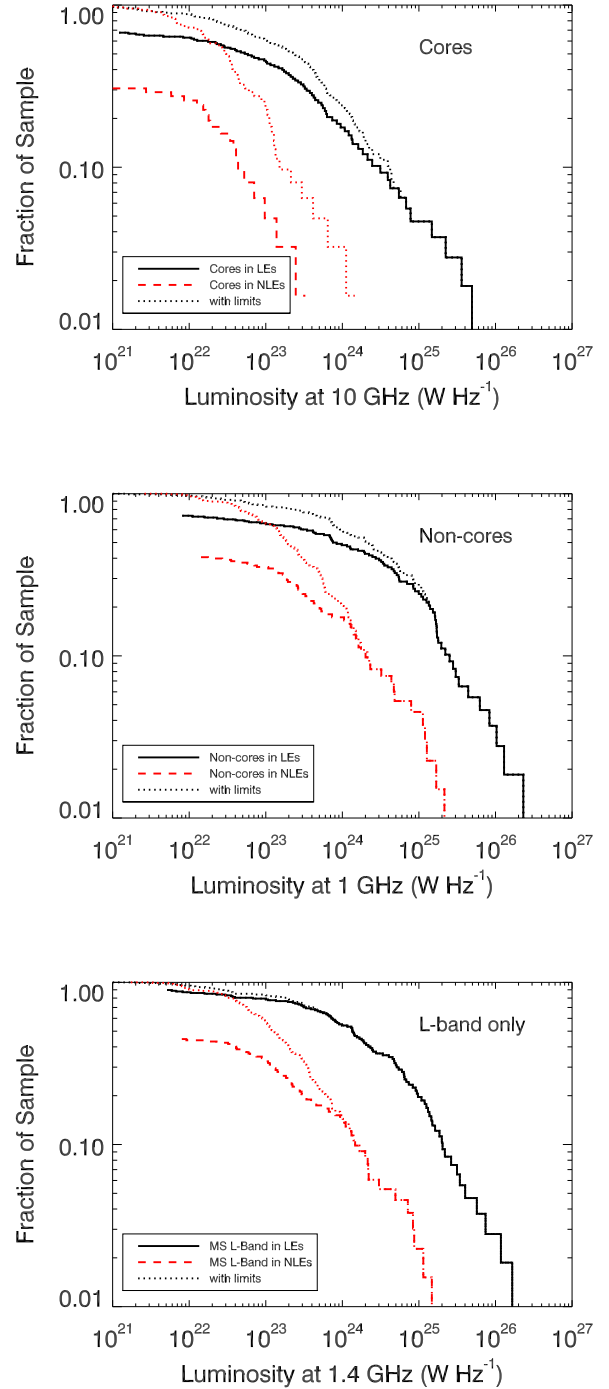 Cores
1.00
0.10
0.01
Fraction of Sample
Cores in LEs
Cores in NLEs
with limits
10^21 10^22 10^23 10^24 10^25 10^26 10^27
Luminosity at 10 GHz (W Hz^-1)
Non-cores
1.00
0.10
0.01
Fraction of Sample
Non-cores in LEs
Non-cores in NLEs
with limits
10^21 10^22 10^23 10^24 10^25 10^26 10^27
Luminosity at 1 GHz (W Hz^-1)
L-band only
1.00
0.10
0.01
Fraction of Sample
MS L-Band in LEs
MS L-Band in NLEs
with limits
10^21 10^22 10^23 10^24 10^25 10^26 10^27
Luminosity at 1.4 GHz (W Hz^-1)